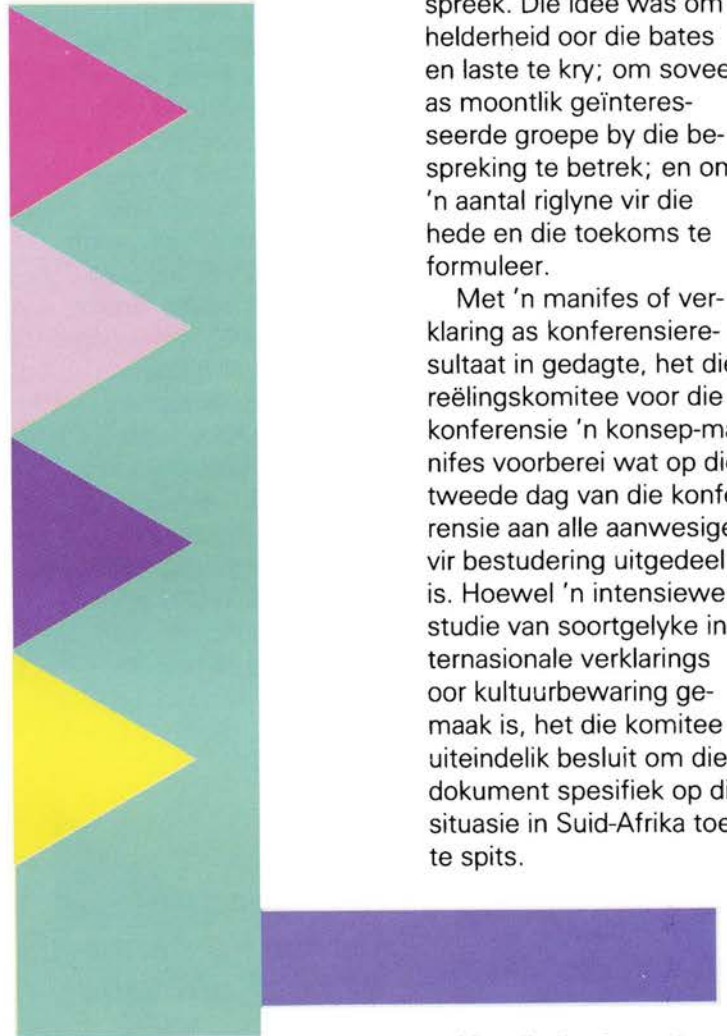 spreek. Die idee was om
helderheid oor die bates
en laste te kry; om sovee
as moontlik geïnteres-
seerde groepe by die be-
spreking te betrek; en on
'n aantal riglyne vir die
hede en die toekoms te
formuleer.
Met 'n manifes of ver-
klaring as konferensiere-
sultaat in gedagte, het die
reëlingskomitee voor die
konferensie 'n konsep-ma
nifes voorberei wat op die
tweede dag van die konfe
rensie aan alle aanwesige
vir bestudering uitgedeel
is. Hoewel 'n intensiewe
studie van soortgelyke in
ternasionale verklarings
oor kultuurbewaring ge-
maak is, het die komitee
uiteindelik besluit om die
dokument spesifiek op di
situasie in Suid-Afrika toe
te spits.